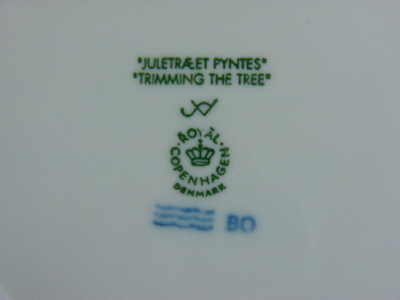 "JULETRÆET PYNTES"
"TRIMMING THE TREE"
ROYAL
COPENHAGEN
DENMARK
BO